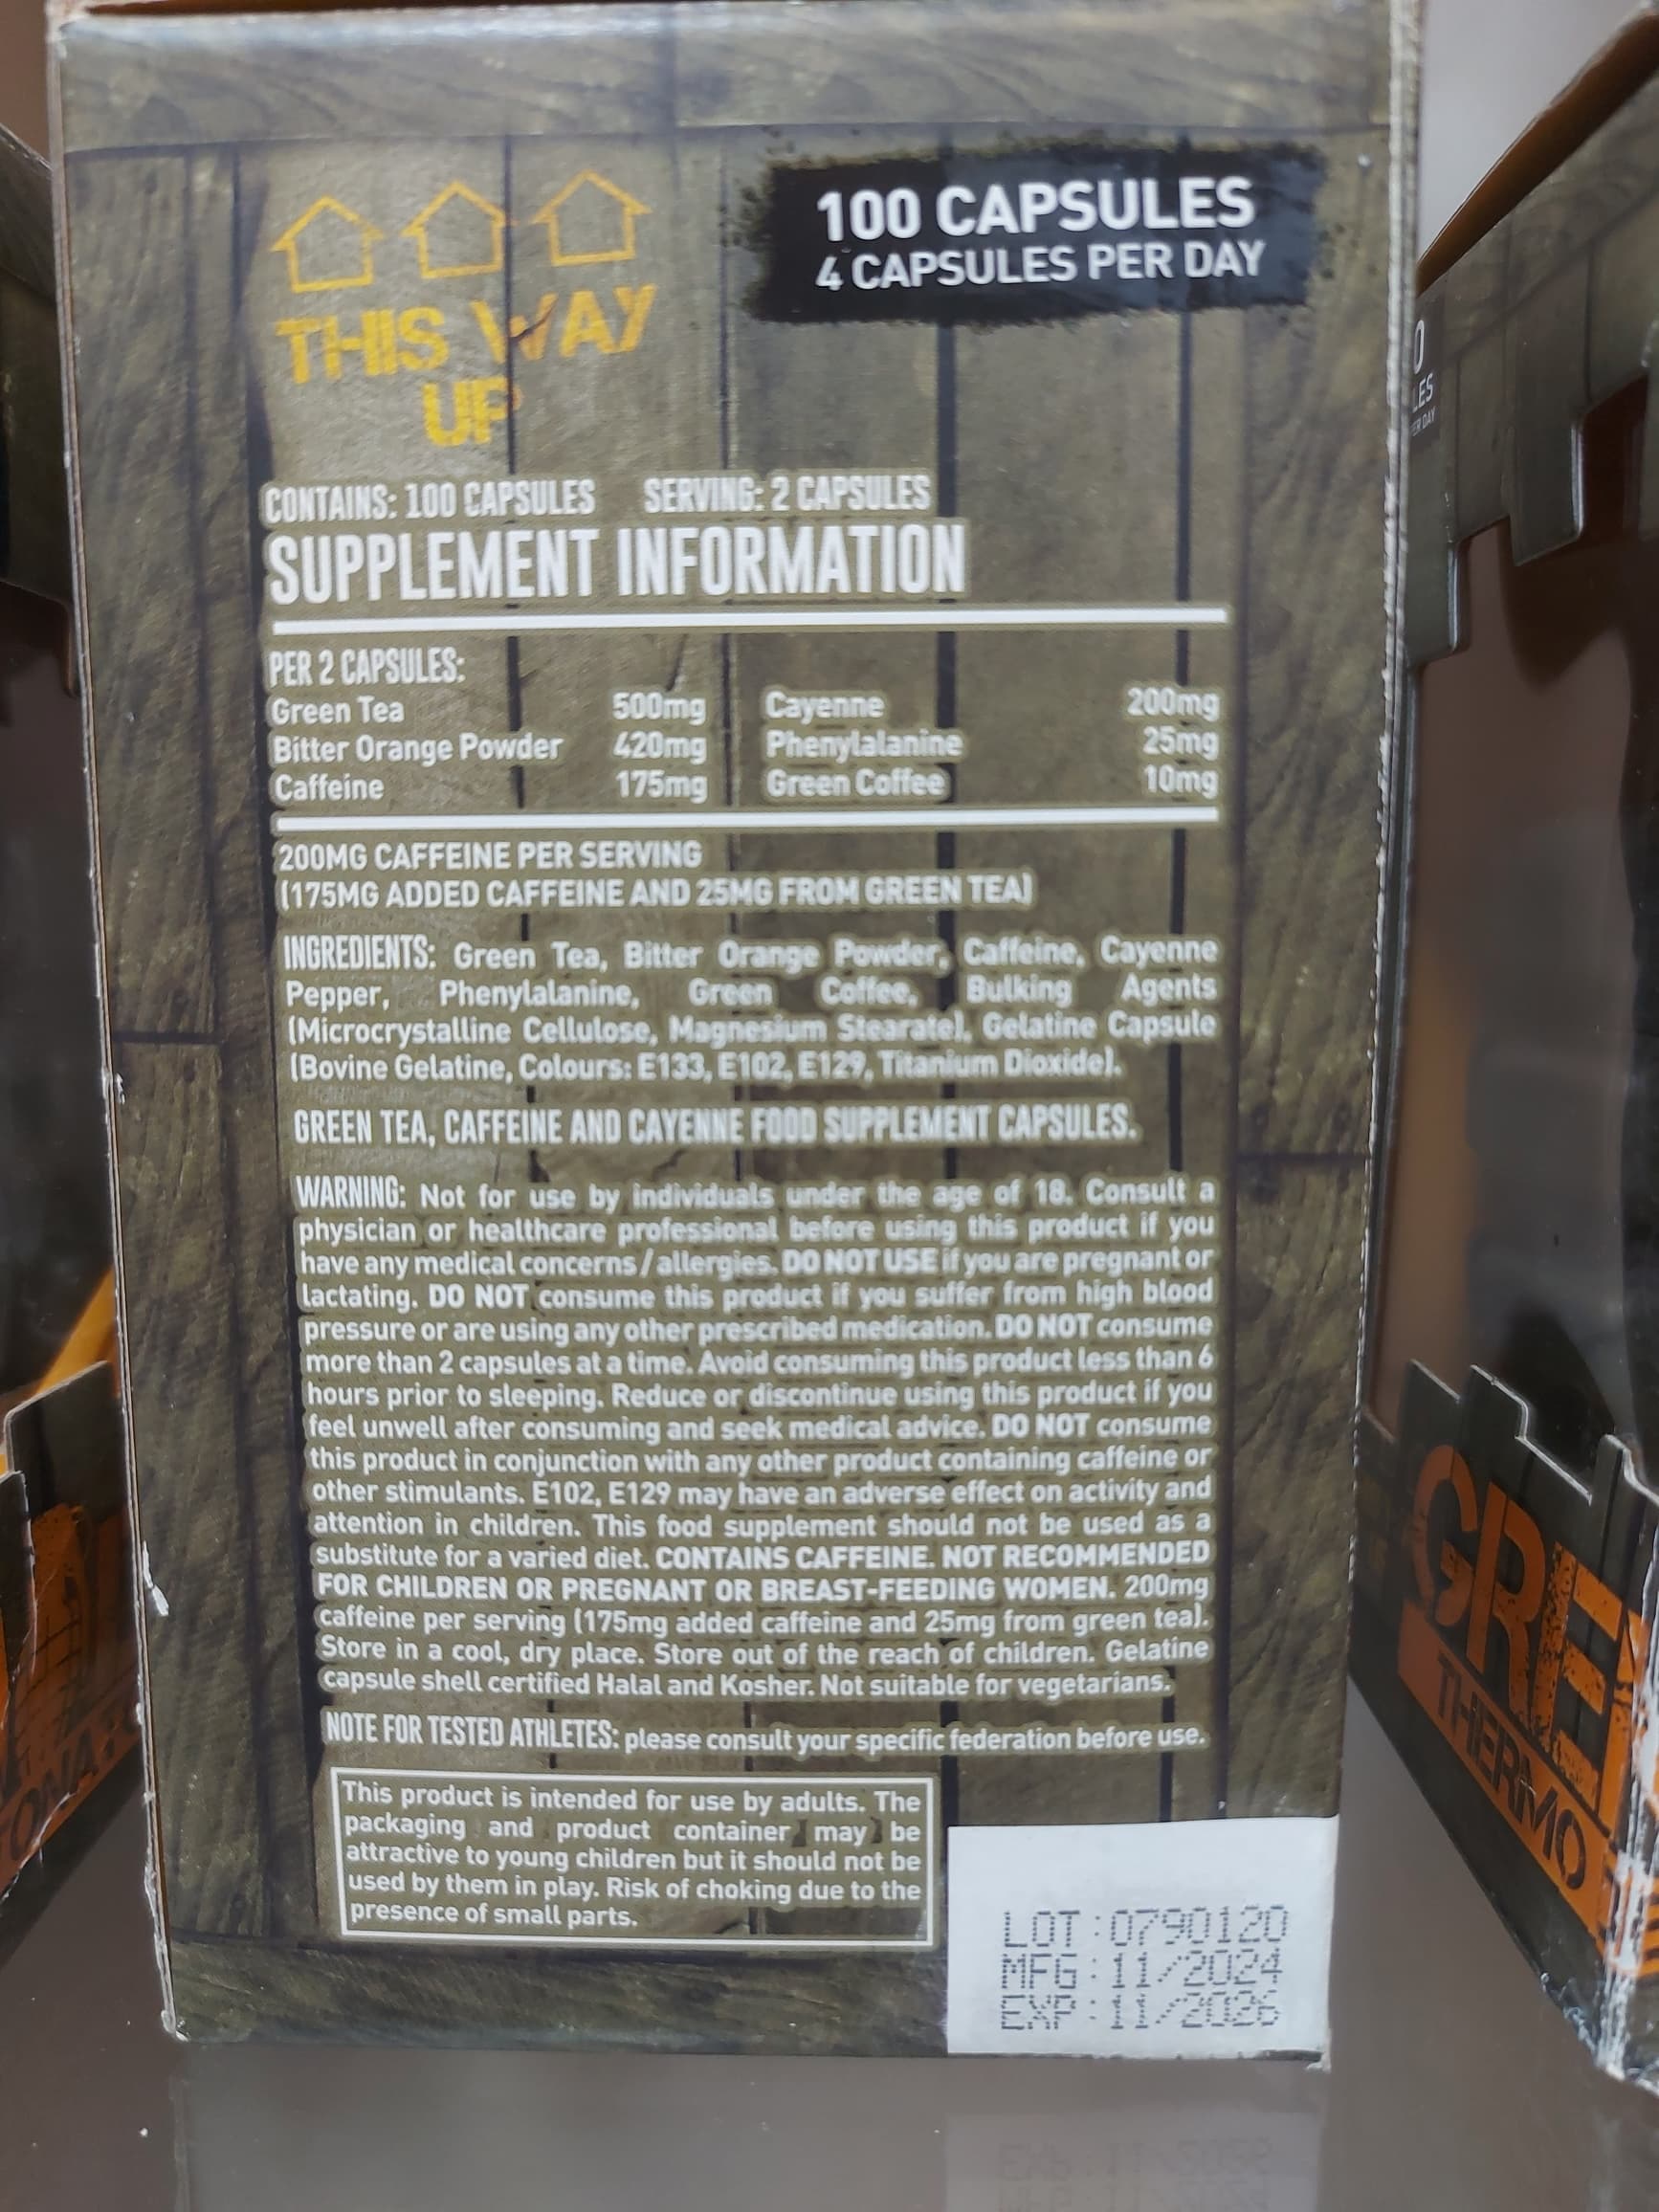 THIS WAY
UP
100 CAPSULES
4 CAPSULES PER DAY
CONTAINS: 100 CAPSULES SERVING: 2 CAPSULES
SUPPLEMENT INFORMATION
PER 2 CAPSULES:
Green Tea 500mg Cayenne 200mg
Bitter Orange Powder 420mg Phenylalanine 25mg
Caffeine 175mg Green Coffee 10mg
200MG CAFFEINE PER SERVING
(175MG ADDED CAFFEINE AND 25MG FROM GREEN TEA)
INGREDIENTS: Green Tea, Bitter Orange Powder, Caffeine, Cayenne
Pepper, Phenylalanine, Green Coffee, Bulking Agents
(Microcrystalline Cellulose, Magnesium Stearate), Gelatine Capsule
(Bovine Gelatine, Colours: E133, E102, E129, Titanium Dioxide).
GREEN TEA, CAFFEINE AND CAYENNE FOOD SUPPLEMENT CAPSULES.
WARNING: Not for use by individuals under the age of 18. Consult a
physician or healthcare professional before using this product if you
have any medical concerns/allergies. DO NOT USE if you are pregnant or
lactating. DO NOT consume this product if you suffer from high blood
pressure or are using any other prescribed medication. DO NOT consume
more than 2 capsules at a time. Avoid consuming this product less than 6
hours prior to sleeping. Reduce or discontinue using this product if you
feel unwell after consuming and seek medical advice. DO NOT consume
this product in conjunction with any other product containing caffeine or
other stimulants. E102, E129 may have an adverse effect on activity and
attention in children. This food supplement should not be used as a
substitute for a varied diet. CONTAINS CAFFEINE. NOT RECOMMENDED
FOR CHILDREN OR PREGNANT OR BREAST-FEEDING WOMEN. 200mg
caffeine per serving (175mg added caffeine and 25mg from green tea).
Store in a cool, dry place. Store out of the reach of children. Gelatine
capsule shell certified Halal and Kosher. Not suitable for vegetarians.
NOTE FOR TESTED ATHLETES: please consult your specific federation before use.
This product is intended for use by adults. The
packaging and product container may be
attractive to young children but it should not be
used by them in play. Risk of choking due to the
presence of small parts.
LOT:0790120
MFG:11/2024
EXP:11/2026
GRE
THERMO